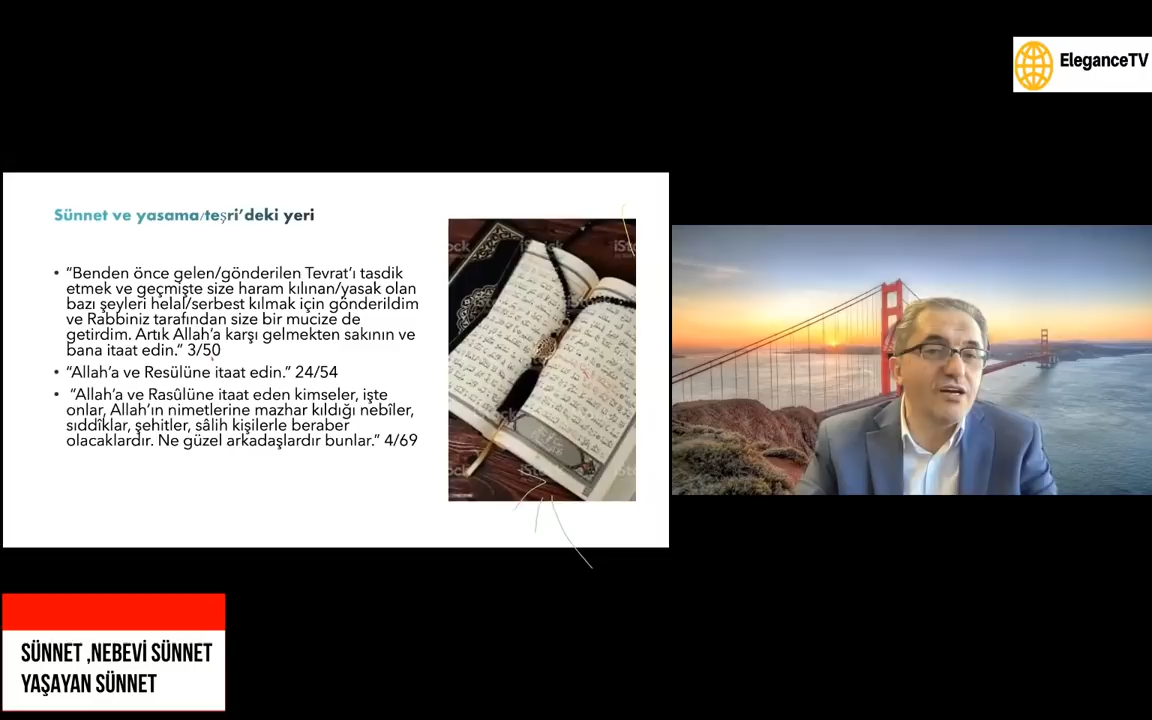 EleganceTV
Sünnet ve yasama/teşri’deki yeri
• “Benden önce gelen/gönderilen Tevrat’ı tasdik
etmek ve geçmişte size haram kılınan/yasak olan
bazı şeyleri helal/serbest kılmak için gönderildim
ve Rabbiniz tarafından size bir mucize de
getirdim. Artık Allah’a karşı gelmekten sakının ve
bana itaat edin.” 3/50
• “Allah’a ve Resülüne itaat edin.” 24/54
• “Allah’a ve Rasûlüne itaat eden kimseler, işte
onlar, Allah’ın nimetlerine mazhar kıldığı nebîler,
sıddîklar, şehitler, sâlih kişilerle beraber
olacaklardır. Ne güzel arkadaşlardır bunlar.” 4/69
SÜNNET ,NEBEVİ SÜNNET
YAŞAYAN SÜNNET